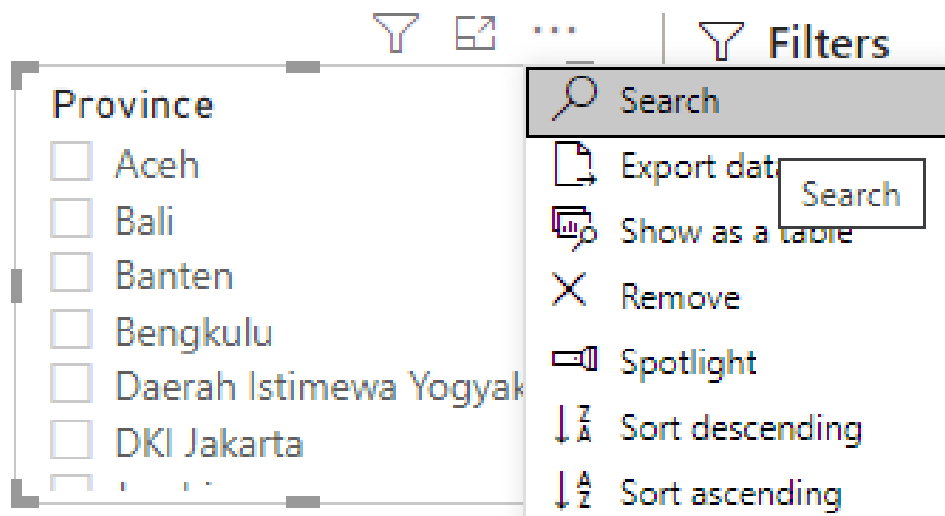 Filters
Province
Aceh
Bali
Banten
Bengkulu
Daerah Istimewa Yogyak
DKI Jakarta
Search
Export dat
Search
Show as a table
Remove
Spotlight
Sort descending
Sort ascending